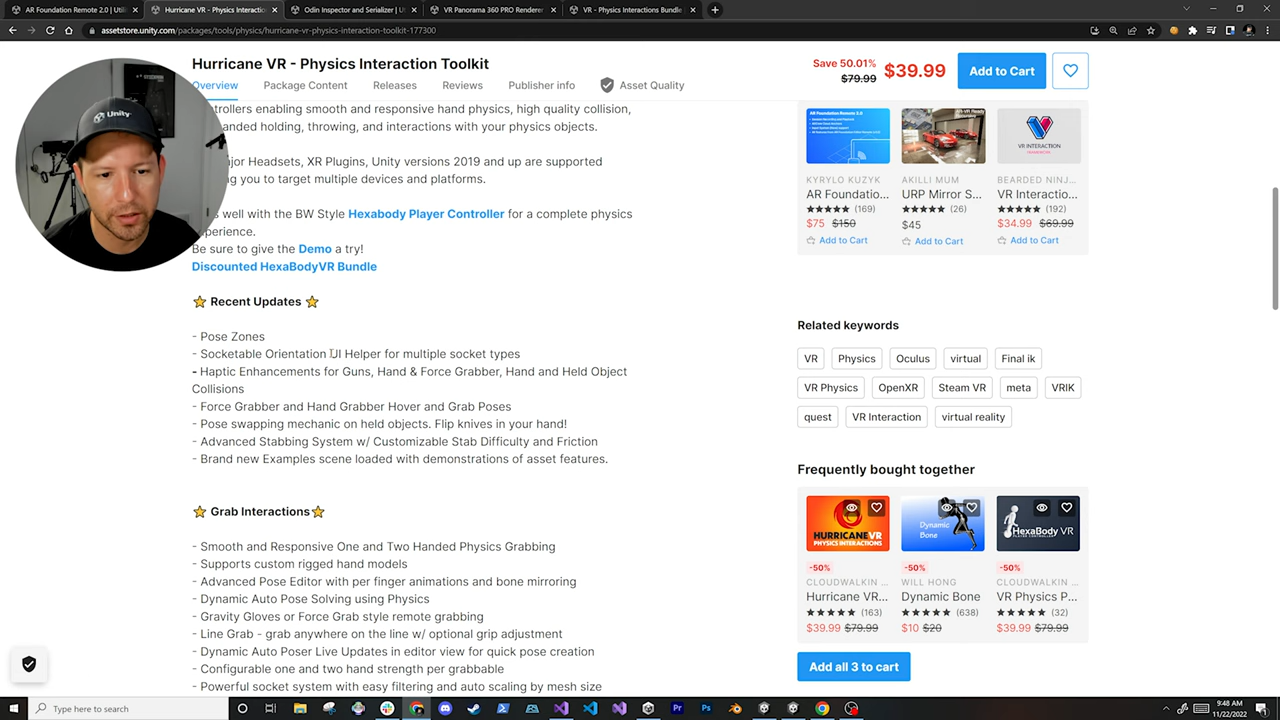 AR Foundation Remote 2.0 | Utili
Hurricane VR - Physics Interactio
Odin Inspector and Serializer | Ut
VR Panorama 360 PRO Renderer
VR - Physics Interactions Bundle
assetstore.unity.com/packages/tools/physics/hurricane-vr-physics-interaction-toolkit-177300
Hurricane VR - Physics Interaction Toolkit
Overview
Package Content
Releases
Reviews
Publisher info
Asset Quality
Save 50.01%
$79.99
$39.99
Add to Cart
controllers enabling smooth and responsive hand physics, high quality collision,
anded holding, throwing, and interactions with your physics objects.
jor Headsets, XR Plugins, Unity versions 2019 and up are supported
g you to target multiple devices and platforms.
s well with the BW Style Hexabody Player Controller for a complete physics
xperience.
Be sure to give the Demo a try!
Discounted HexaBodyVR Bundle
Recent Updates
- Pose Zones
- Socketable Orientation UI Helper for multiple socket types
- Haptic Enhancements for Guns, Hand & Force Grabber, Hand and Held Object
Collisions
- Force Grabber and Hand Grabber Hover and Grab Poses
- Pose swapping mechanic on held objects. Flip knives in your hand!
- Advanced Stabbing System w/ Customizable Stab Difficulty and Friction
- Brand new Examples scene loaded with demonstrations of asset features.
Grab Interactions
- Smooth and Responsive One and Two Handed Physics Grabbing
- Supports custom rigged hand models
- Advanced Pose Editor with per finger animations and bone mirroring
- Dynamic Auto Pose Solving using Physics
- Gravity Gloves or Force Grab style remote grabbing
- Line Grab - grab anywhere on the line w/ optional grip adjustment
- Dynamic Auto Poser Live Updates in editor view for quick pose creation
- Configurable one and two hand strength per grabbable
- Powerful socket system with easy filtering and auto scaling by mesh size
Unity
AR Foundation Remote 2.0
VR INTERACTION
KYRYLO KUZYK
AKILLI MUM
BEARDED NINJ...
AR Foundatio...
URP Mirror S...
VR Interactio...
(169)
(26)
(192)
$75 $150
$45
$34.99 $69.99
Add to Cart
Add to Cart
Add to Cart
Related keywords
VR
Physics
Oculus
virtual
Final ik
VR Physics
OpenXR
Steam VR
meta
VRIK
quest
VR Interaction
virtual reality
Frequently bought together
HURRICANEVR
PHYSICS INTERACTIONS
Dynamic
Bone
HEXABODY VR
-50%
-50%
-50%
CLOUDWALKIN ...
WILL HONG
CLOUDWALKIN ...
Hurricane VR...
Dynamic Bone
VR Physics P...
(163)
(638)
(32)
$39.99 $79.99
$10 $20
$39.99 $79.99
Add all 3 to cart
Type here to search
9:48 AM
11/22/2022